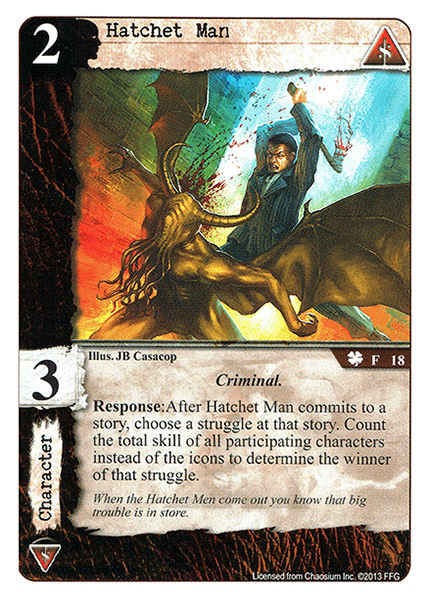 2
Hatchet Man
Illus. JB Casacop
F 18
3
Criminal.
Response:After Hatchet Man commits to a
story, choose a struggle at that story. Count
the total skill of all participating characters
instead of the icons to determine the winner
of that struggle.
When the Hatchet Men come out you know that big
trouble is in store.
Character
Licensed from Chaosium Inc. ©2013 FFG